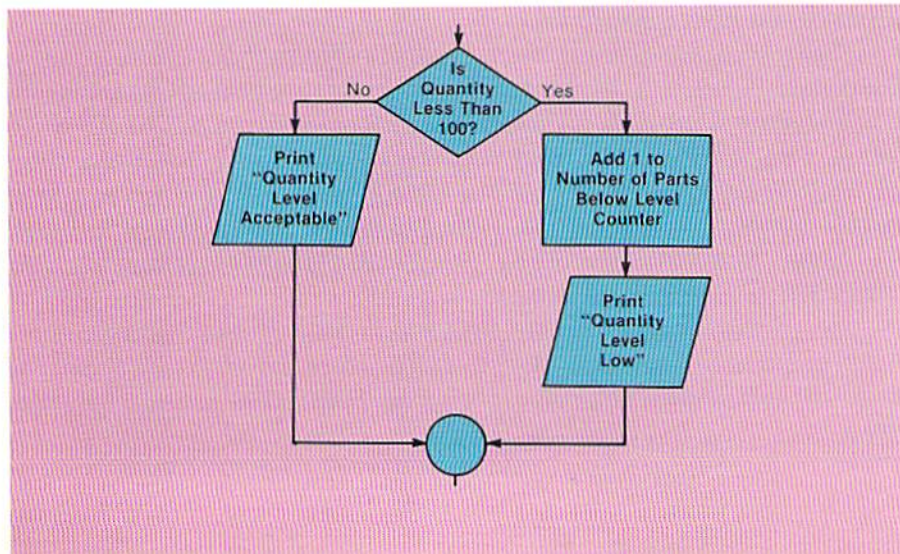 Is
Quantity
Less Than
100?
No
Yes
Print
"Quantity
Level
Acceptable"
Add 1 to
Number of Parts
Below Level
Counter
Print
"Quantity
Level
Low"